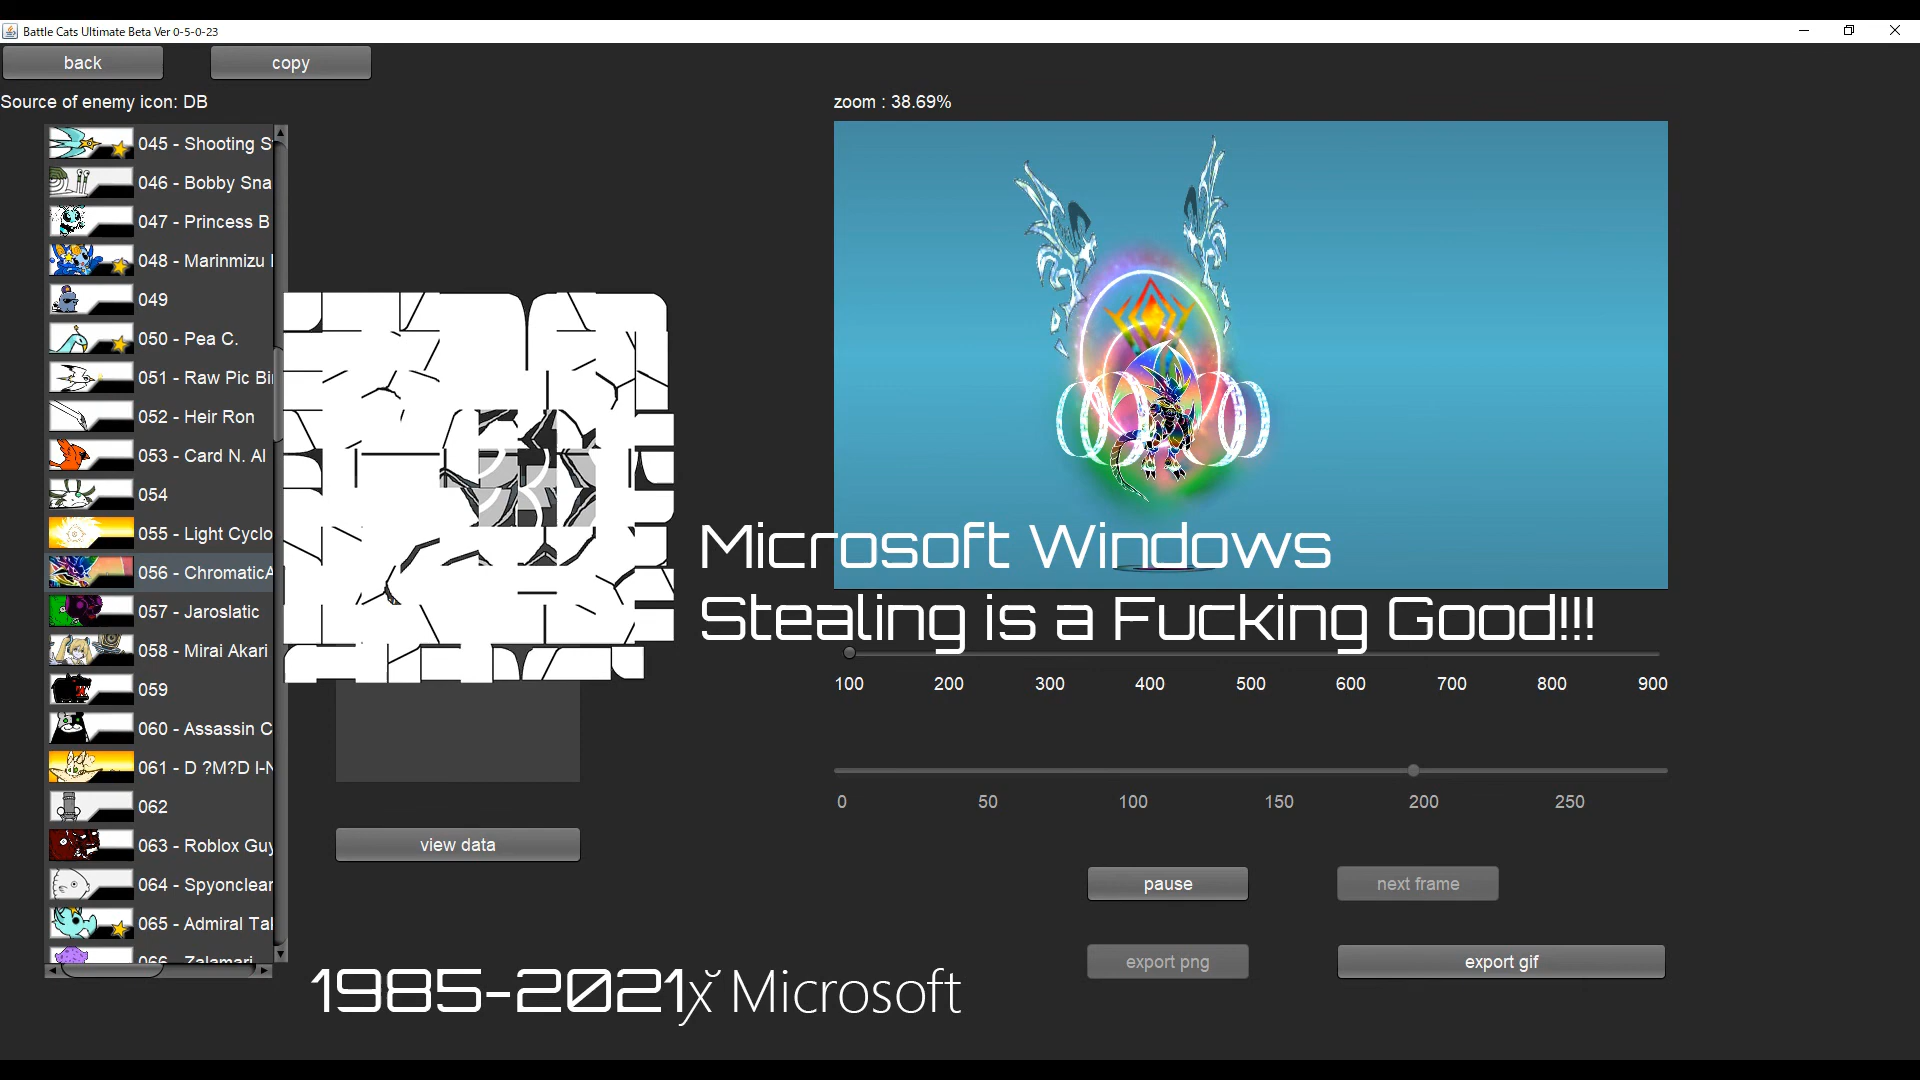 Battle Cats Ultimate Beta Ver 0-5-0-23
back
copy
Source of enemy icon: DB
zoom : 38.69%
045 - Shooting S
046 - Bobby Sna
047 - Princess B
048 - Marinmizu
049
050 - Pea C.
051 - Raw Pic Bi
052 - Heir Ron
053 - Card N. Al
054
055 - Light Cyclo
056 - ChromaticA
057 - Jaroslatic
058 - Mirai Akari
059
060 - Assassin C
061 - D ?M?D I-N
062
063 - Roblox Guy
064 - Spyonclear
065 - Admiral Tal
066 - Zalamari
Microsoft Windows
Stealing is a Fucking Good!!!
100 200 300 400 500 600 700 800 900
0 50 100 150 200 250
view data
pause
next frame
export png
export gif
1985-2021x̆ Microsoft